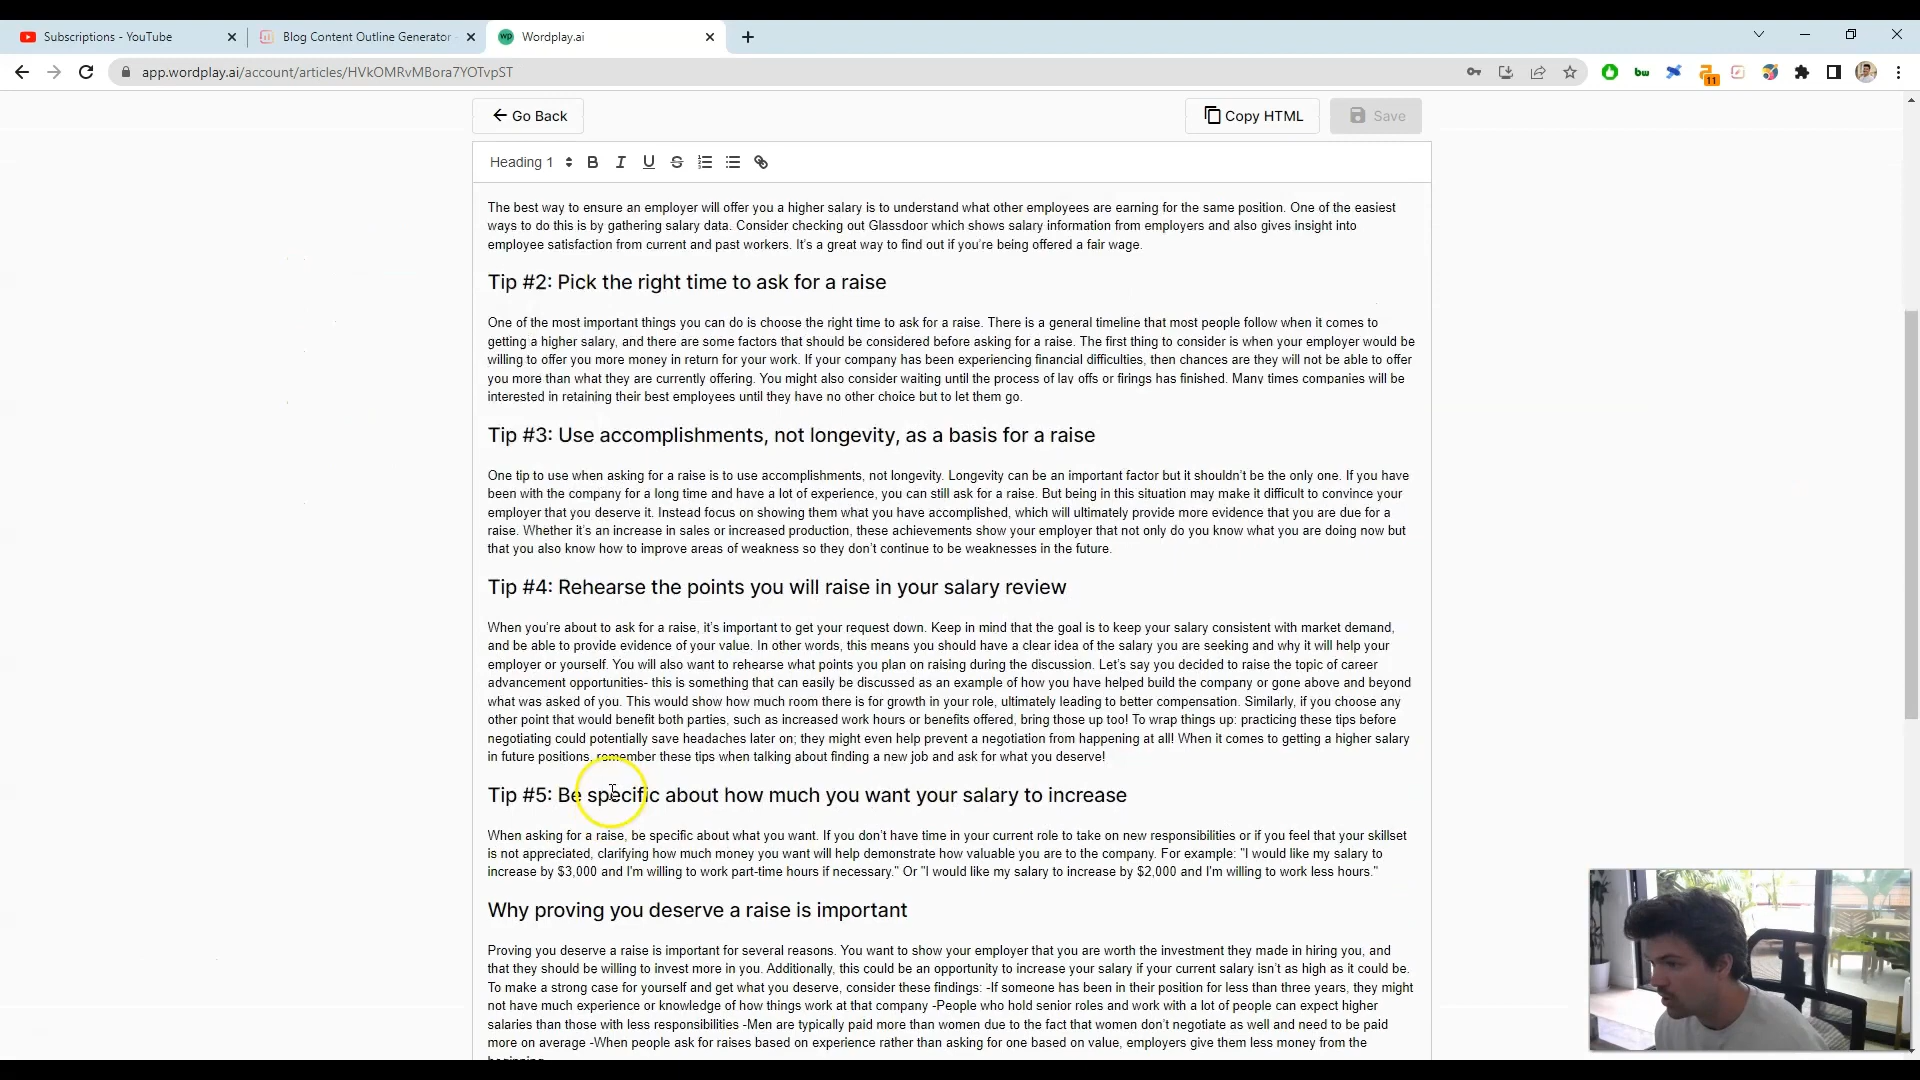 Subscriptions - YouTube
Blog Content Outline Generator -
Wordplay.ai
app.wordplay.ai/account/articles/HVkOMRvMBora7YOTvpST
bw
11
Go Back
Copy HTML
Save
Heading 1
B I U S
The best way to ensure an employer will offer you a higher salary is to understand what other employees are earning for the same position. One of the easiest
ways to do this is by gathering salary data. Consider checking out Glassdoor which shows salary information from employers and also gives insight into
employee satisfaction from current and past workers. It's a great way to find out if you're being offered a fair wage.
Tip #2: Pick the right time to ask for a raise
One of the most important things you can do is choose the right time to ask for a raise. There is a general timeline that most people follow when it comes to
getting a higher salary, and there are some factors that should be considered before asking for a raise. The first thing to consider is when your employer would be
willing to offer you more money in return for your work. If your company has been experiencing financial difficulties, then chances are they will not be able to offer
you more than what they are currently offering. You might also consider waiting until the process of lay offs or firings has finished. Many times companies will be
interested in retaining their best employees until they have no other choice but to let them go.
Tip #3: Use accomplishments, not longevity, as a basis for a raise
One tip to use when asking for a raise is to use accomplishments, not longevity. Longevity can be an important factor but it shouldn't be the only one. If you have
been with the company for a long time and have a lot of experience, you can still ask for a raise. But being in this situation may make it difficult to convince your
employer that you deserve it. Instead focus on showing them what you have accomplished, which will ultimately provide more evidence that you are due for a
raise. Whether it's an increase in sales or increased production, these achievements show your employer that not only do you know what you are doing now but
that you also know how to improve areas of weakness so they don't continue to be weaknesses in the future.
Tip #4: Rehearse the points you will raise in your salary review
When you're about to ask for a raise, it's important to get your request down. Keep in mind that the goal is to keep your salary consistent with market demand,
and be able to provide evidence of your value. In other words, this means you should have a clear idea of the salary you are seeking and why it will help your
employer or yourself. You will also want to rehearse what points you plan on raising during the discussion. Let's say you decided to raise the topic of career
advancement opportunities- this is something that can easily be discussed as an example of how you have helped build the company or gone above and beyond
what was asked of you. This would show how much room there is for growth in your role, ultimately leading to better compensation. Similarly, if you choose any
other point that would benefit both parties, such as increased work hours or benefits offered, bring those up too! To wrap things up: practicing these tips before
negotiating could potentially save headaches later on; they might even help prevent a negotiation from happening at all! When it comes to getting a higher salary
in future positions, remember these tips when talking about finding a new job and ask for what you deserve!
Tip #5: Be specific about how much you want your salary to increase
When asking for a raise, be specific about what you want. If you don't have time in your current role to take on new responsibilities or if you feel that your skillset
is not appreciated, clarifying how much money you want will help demonstrate how valuable you are to the company. For example: "I would like my salary to
increase by $3,000 and I'm willing to work part-time hours if necessary." Or "I would like my salary to increase by $2,000 and I'm willing to work less hours."
Why proving you deserve a raise is important
Proving you deserve a raise is important for several reasons. You want to show your employer that you are worth the investment they made in hiring you, and
that they should be willing to invest more in you. Additionally, this could be an opportunity to increase your salary if your current salary isn't as high as it could be.
To make a strong case for yourself and get what you deserve, consider these findings: -If someone has been in their position for less than three years, they might
not have much experience or knowledge of how things work at that company -People who hold senior roles and work with a lot of people can expect higher
salaries than those with less responsibilities -Men are typically paid more than women due to the fact that women don't negotiate as well and need to be paid
more on average -When people ask for raises based on experience rather than asking for one based on value, employers give them less money from the